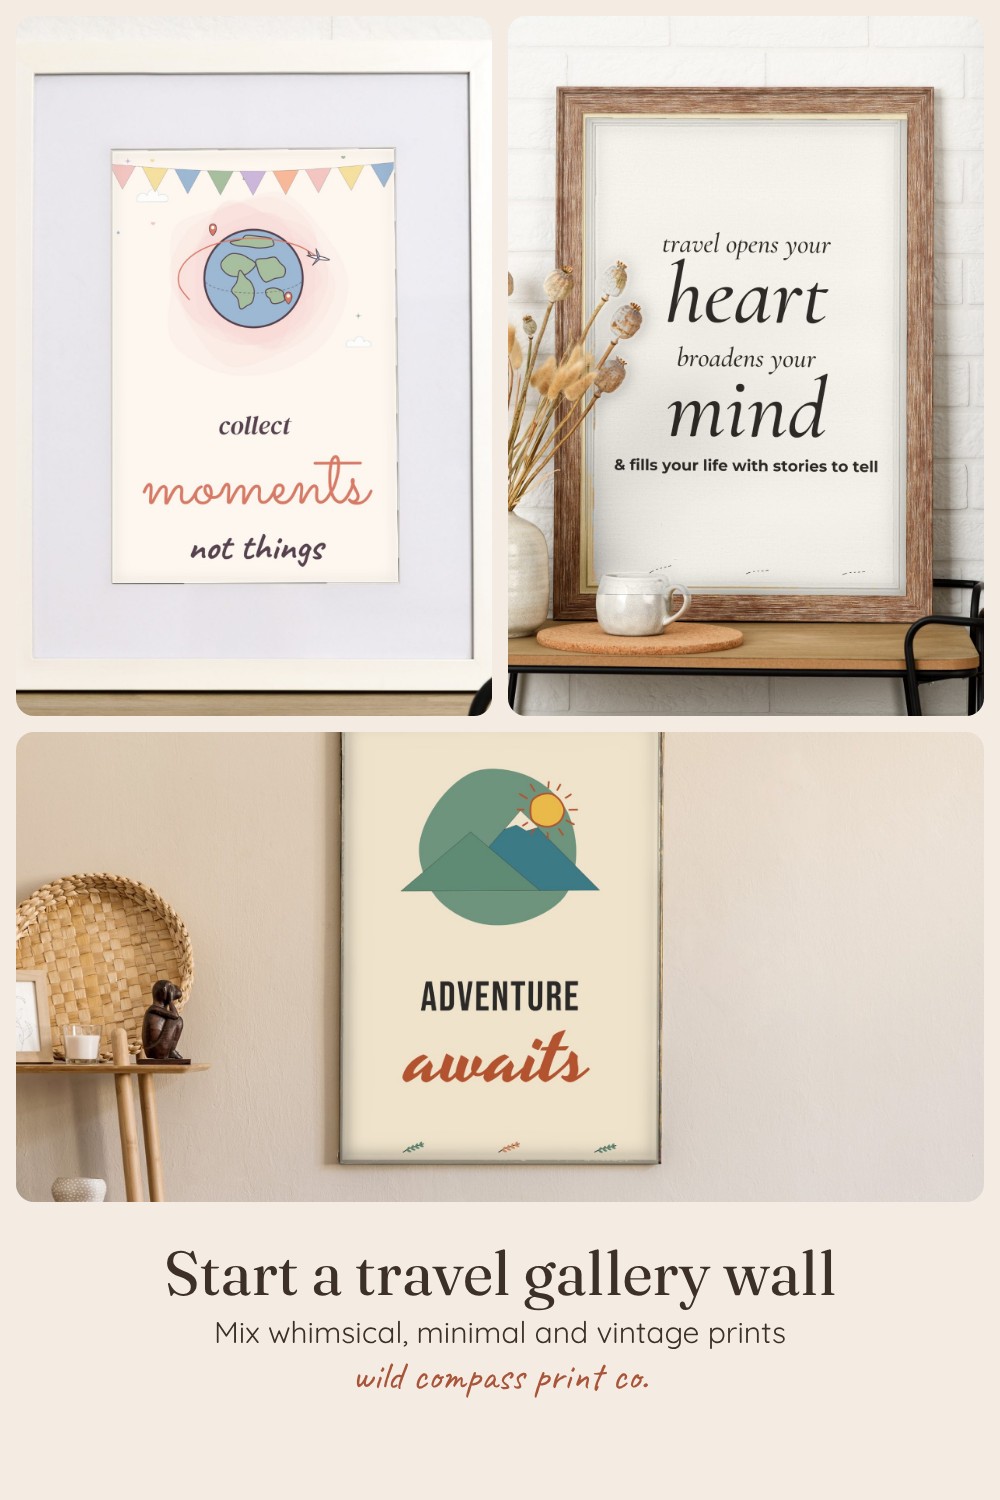 collect
moments
not things
travel opens your
heart
broadens your
mind
& fills your life with stories to tell
ADVENTURE
awaits
Start a travel gallery wall
Mix whimsical, minimal and vintage prints
wild compass print co.